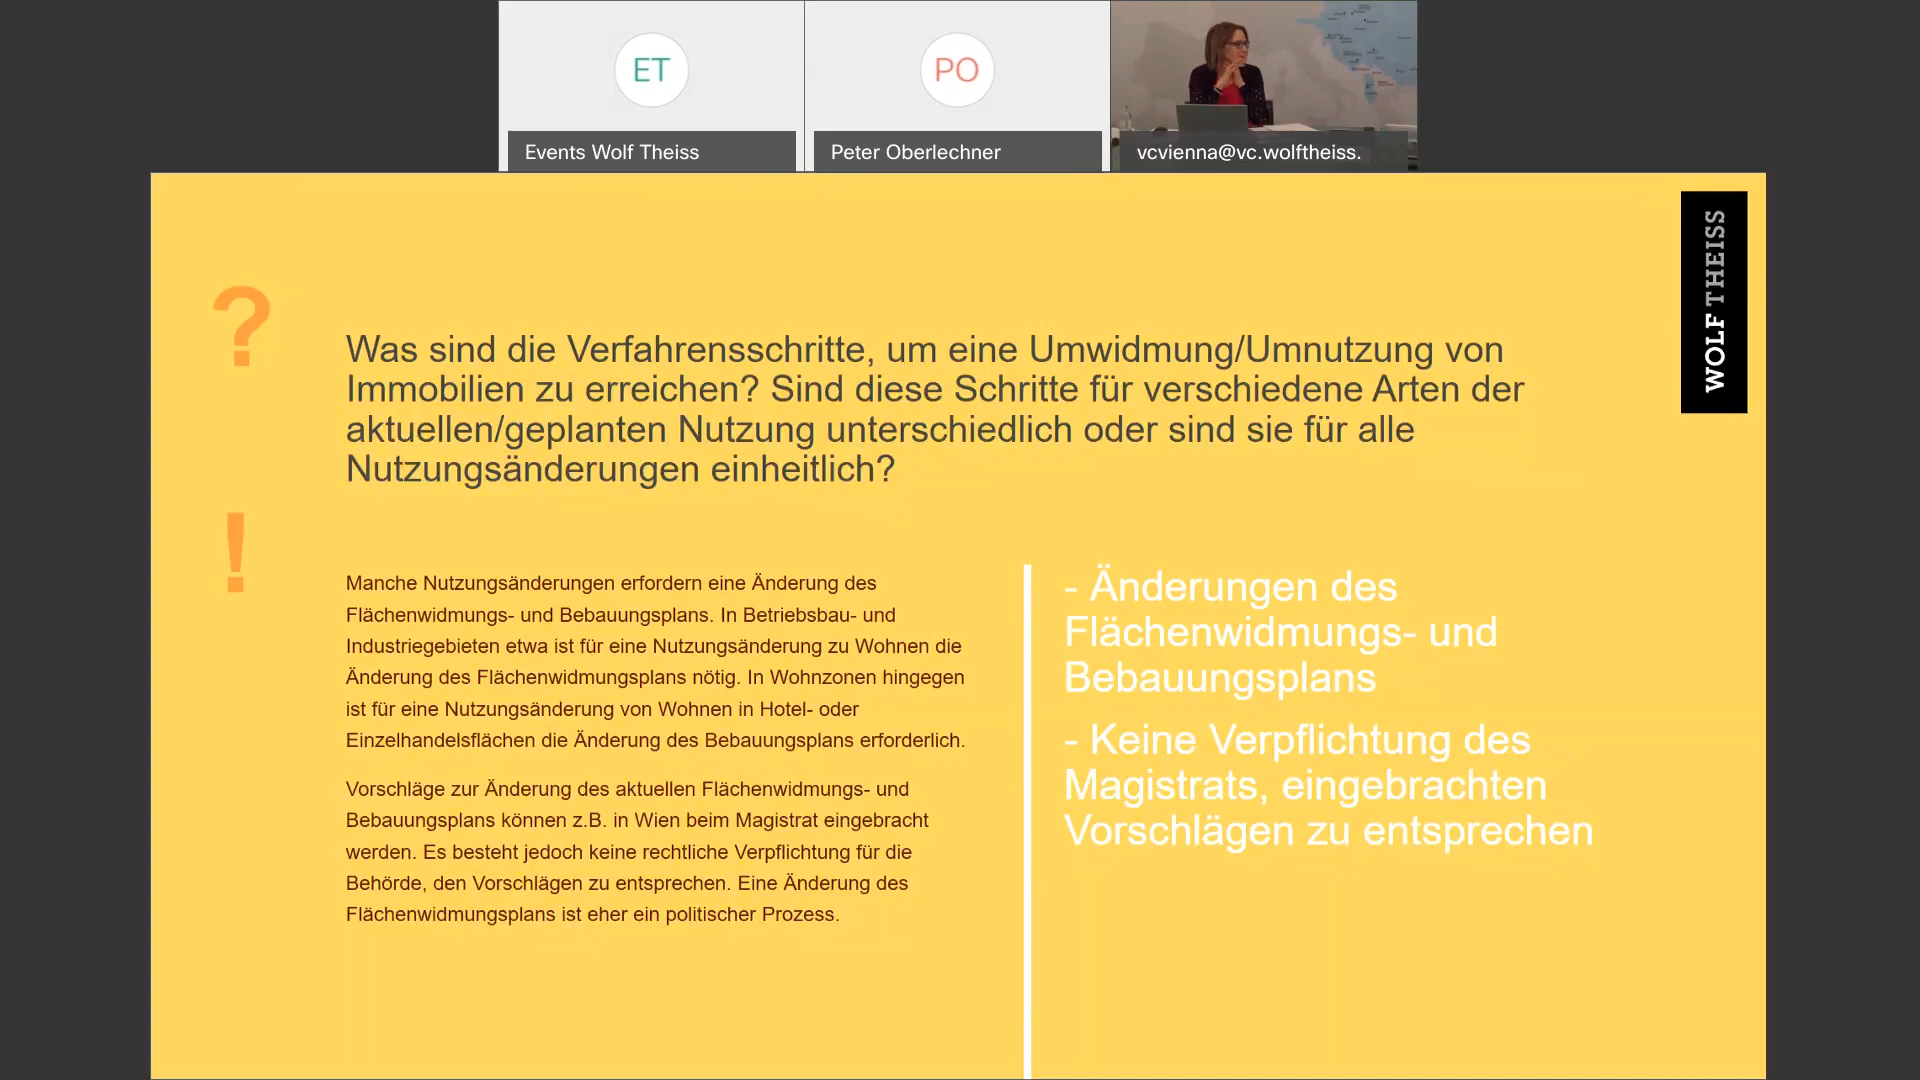 ET
PO
Events Wolf Theiss
Peter Oberlechner
vcvienna@vc.wolftheiss.
WOLF THEISS
?
Was sind die Verfahrensschritte, um eine Umwidmung/Umnutzung von
Immobilien zu erreichen? Sind diese Schritte für verschiedene Arten der
aktuellen/geplanten Nutzung unterschiedlich oder sind sie für alle
Nutzungsänderungen einheitlich?
!
Manche Nutzungsänderungen erfordern eine Änderung des
Flächenwidmungs- und Bebauungsplans. In Betriebsbau- und
Industriegebieten etwa ist für eine Nutzungsänderung zu Wohnen die
Änderung des Flächenwidmungsplans nötig. In Wohnzonen hingegen
ist für eine Nutzungsänderung von Wohnen in Hotel- oder
Einzelhandelsflächen die Änderung des Bebauungsplans erforderlich.
Vorschläge zur Änderung des aktuellen Flächenwidmungs- und
Bebauungsplans können z.B. in Wien beim Magistrat eingebracht
werden. Es besteht jedoch keine rechtliche Verpflichtung für die
Behörde, den Vorschlägen zu entsprechen. Eine Änderung des
Flächenwidmungsplans ist eher ein politischer Prozess.
- Änderungen des
Flächenwidmungs- und
Bebauungsplans
- Keine Verpflichtung des
Magistrats, eingebrachten
Vorschlägen zu entsprechen